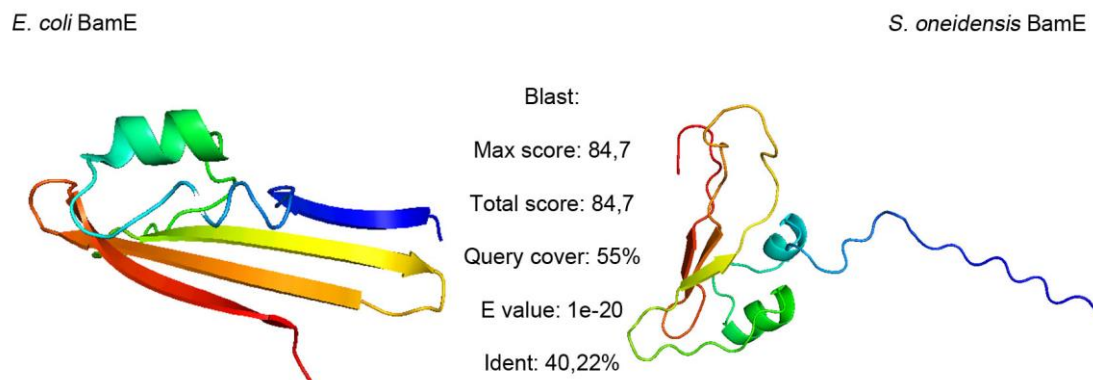 E. coli BamE
S. oneidensis BamE
Blast:
Max score: 84,7
Total score: 84,7
Query cover: 55%
E value: 1e-20
Ident: 40,22%